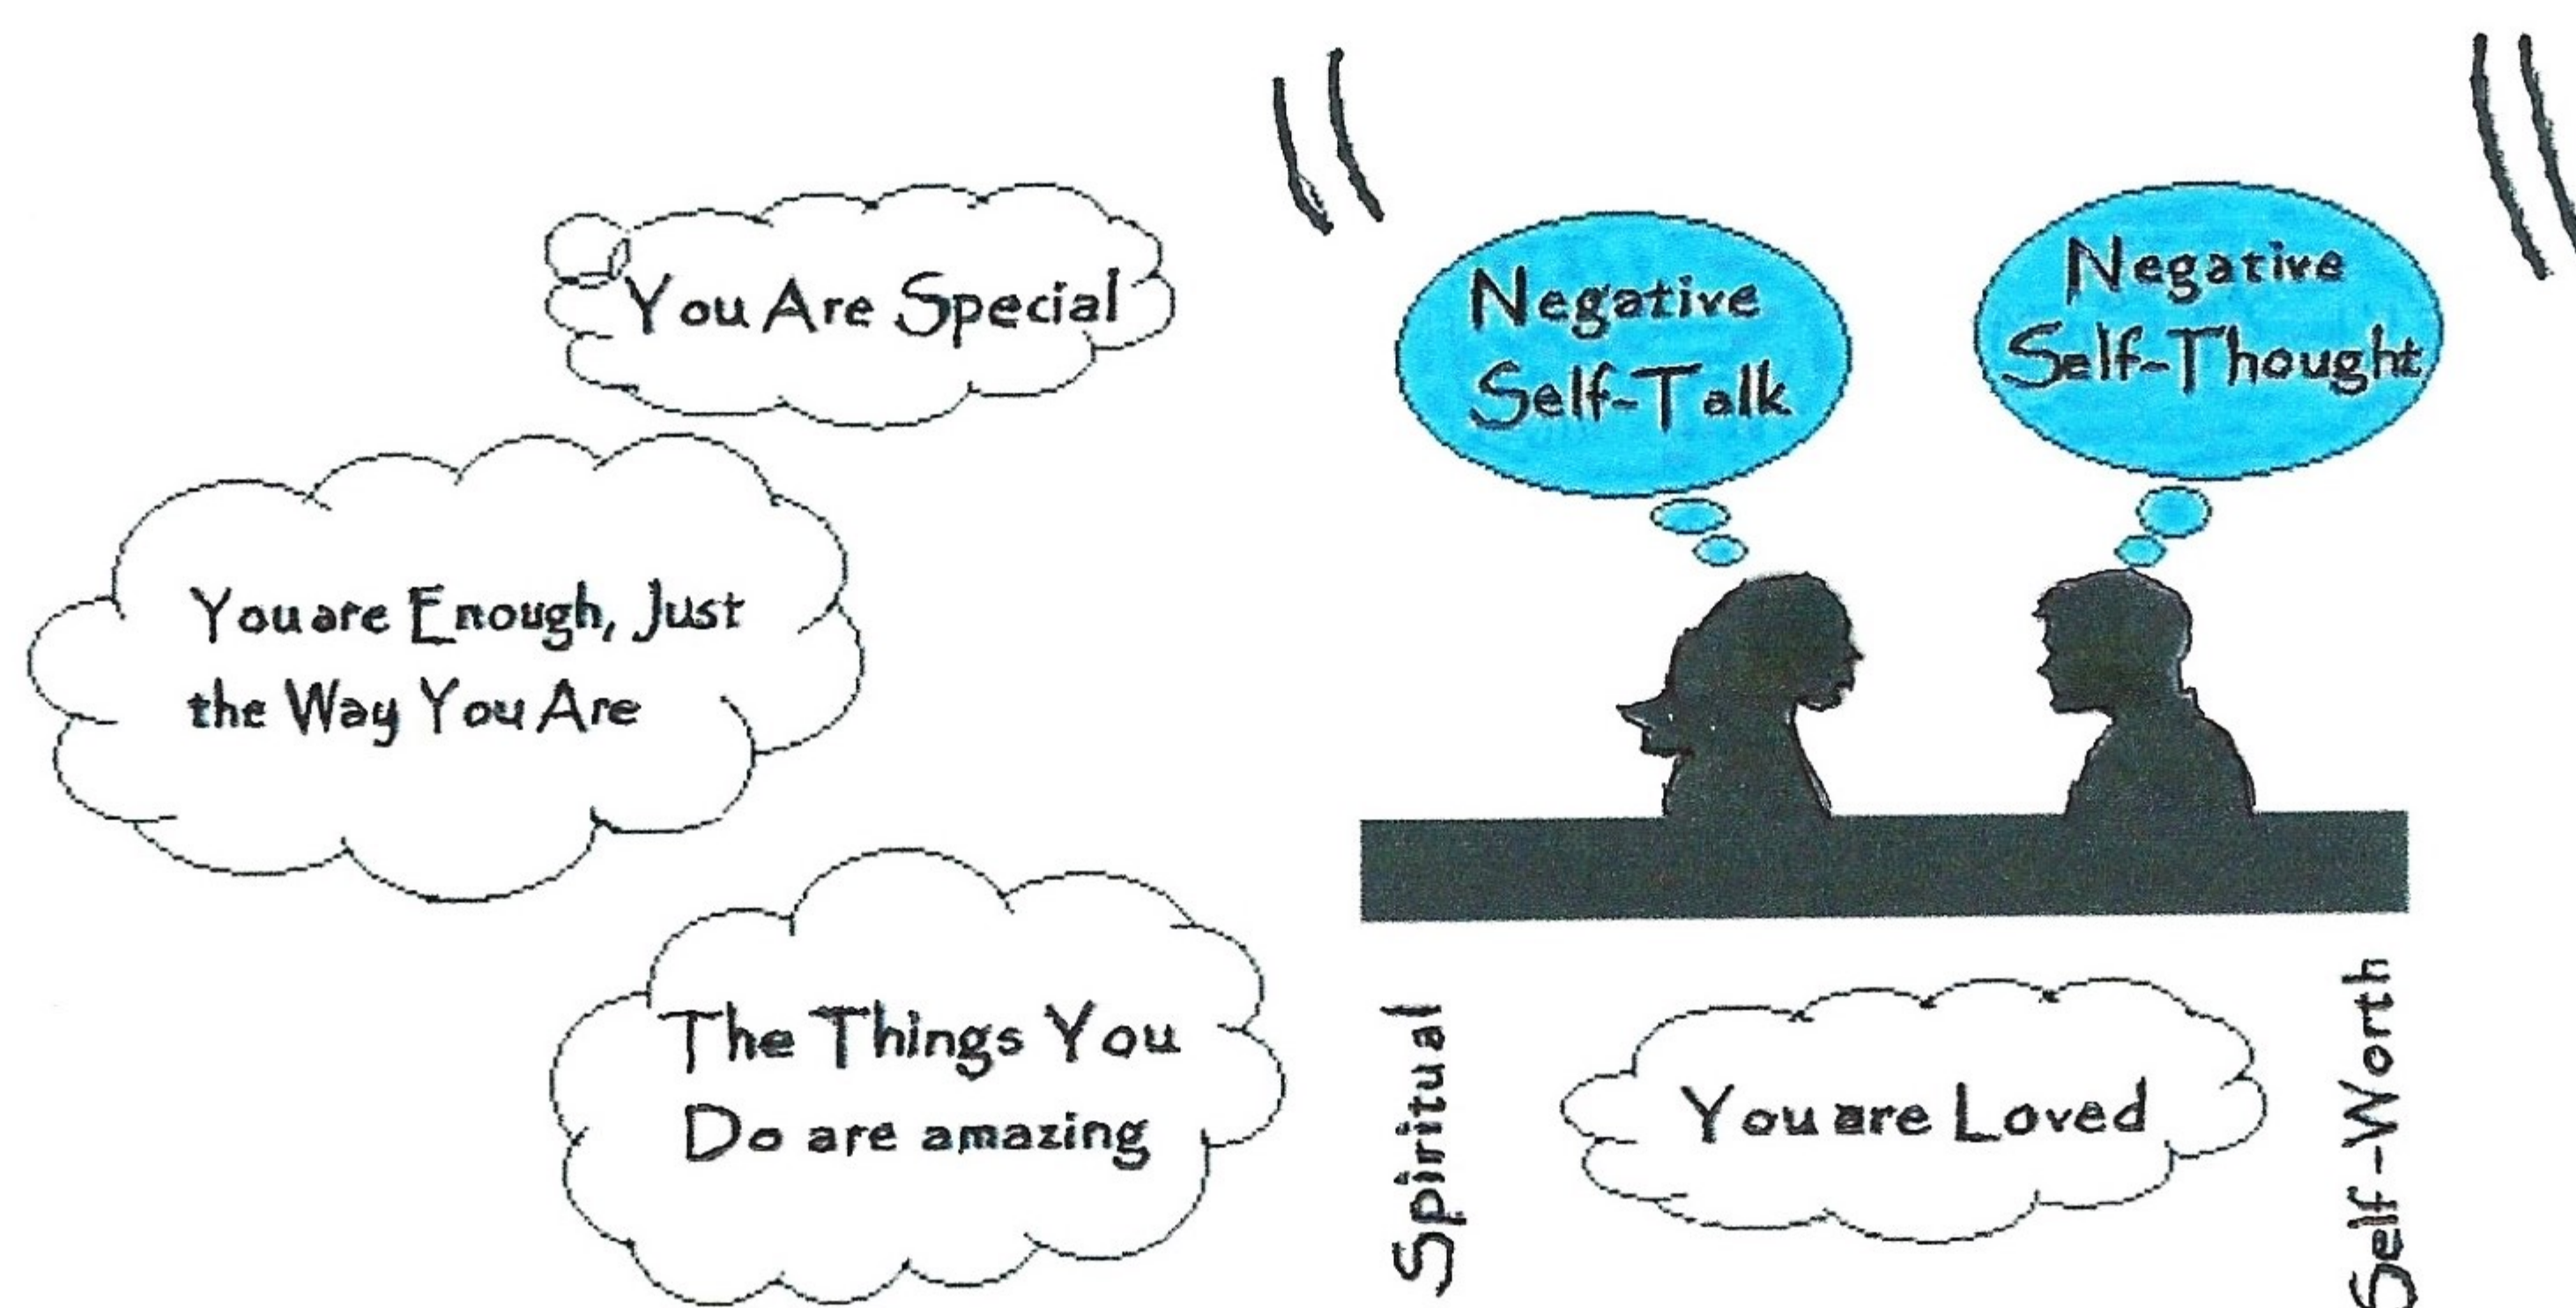 You Are Special
You are Enough, Just
the Way You Are
The Things You
Do are amazing
Negative
Self-Talk
Negative
Self-Thought
Spiritual
You are Loved
Self-Worth